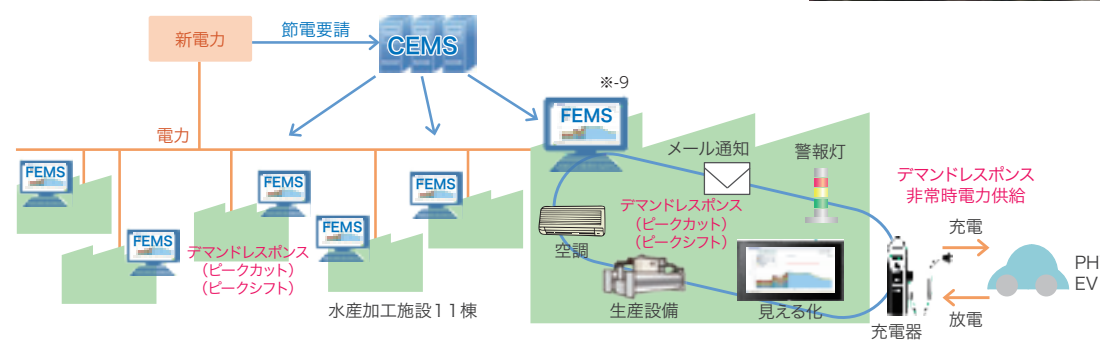 新電力
節電要請
CEMS
※-9
FEMS
電力
メール通知
警報灯
デマンドレスポンス
非常時電力供給
FEMS
FEMS
FEMS
FEMS
FEMS
デマンドレスポンス
（ピークカット）
（ピークシフト）
空調
デマンドレスポンス
（ピークカット）
（ピークシフト）
充電
PH
EV
水産加工施設11棟
生産設備
見える化
充電器
放電